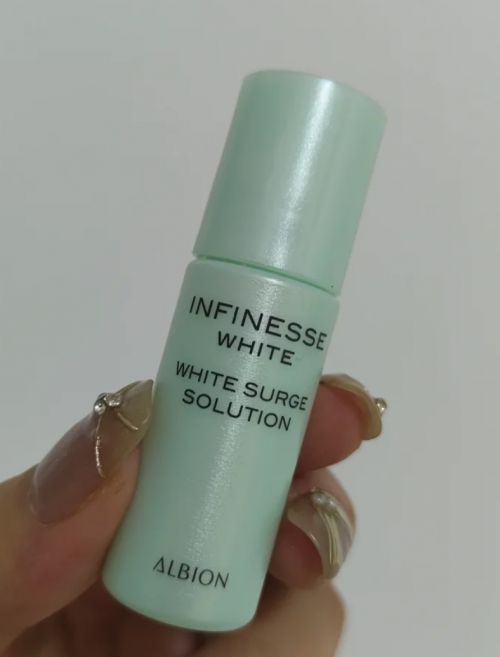 INFINESSE
WHITE
WHITE SURGE
SOLUTION
ALBION